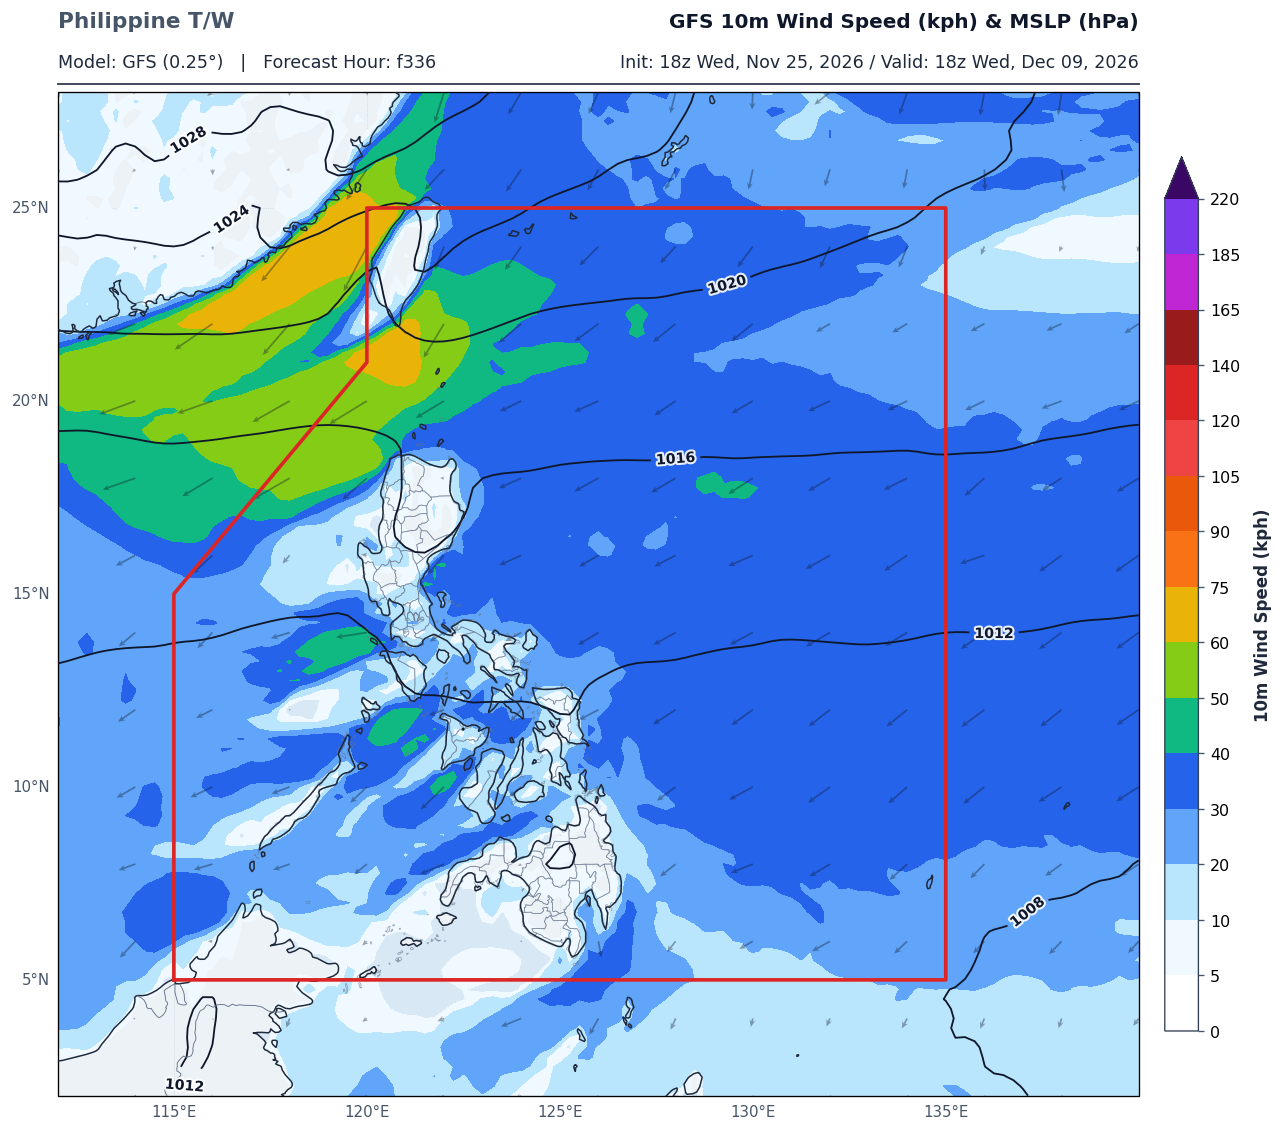 Philippine T/W
GFS 10m Wind Speed (kph) & MSLP (hPa)
Model: GFS (0.25°)   |   Forecast Hour: f336
Init: 18z Wed, Nov 25, 2026 / Valid: 18z Wed, Dec 09, 2026
1028
1024
1020
1016
1012
1008
1012
25°N
20°N
15°N
10°N
5°N
115°E
120°E
125°E
130°E
135°E
220
185
165
140
120
105
90
75
60
50
40
30
20
10
5
0
10m Wind Speed (kph)